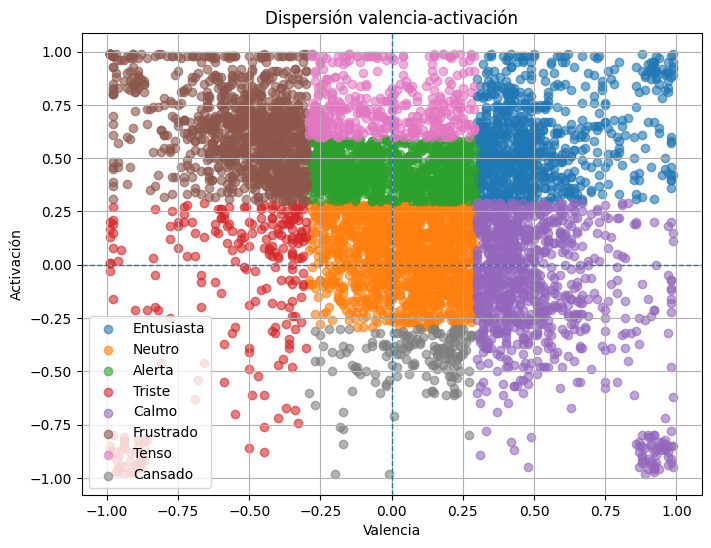 Dispersión valencia-activación
1.00
0.75
0.50
0.25
0.00
−0.25
−0.50
−0.75
−1.00
Activación
Entusiasta
Neutro
Alerta
Triste
Calmo
Frustrado
Tenso
Cansado
−1.00 −0.75 −0.50 −0.25 0.00 0.25 0.50 0.75 1.00
Valencia